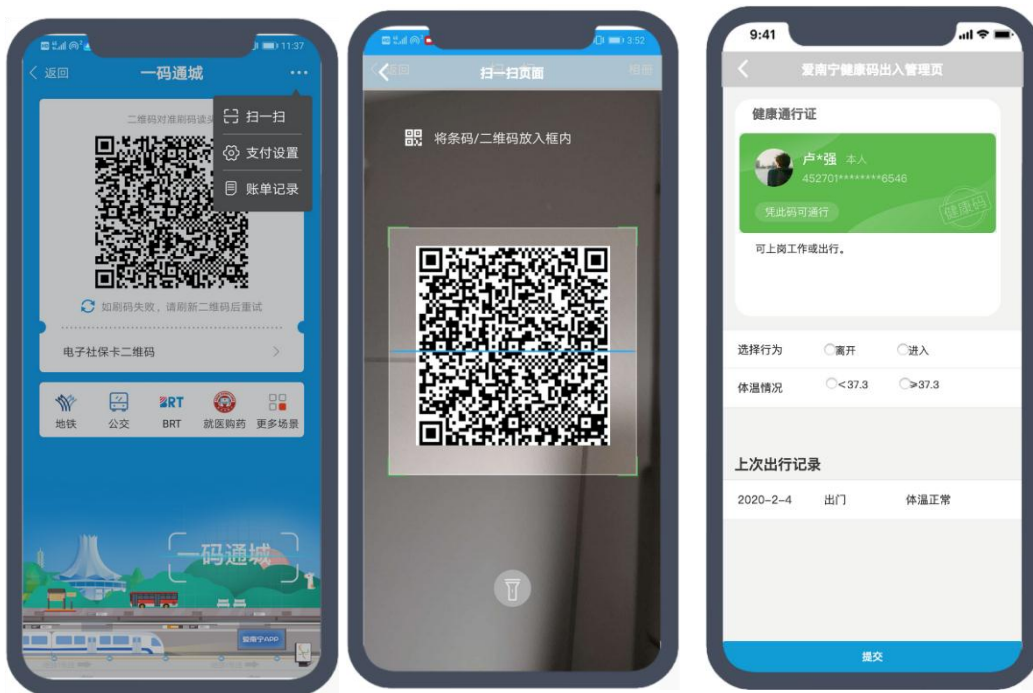 11:37
返回
一码通城
二维码对准刷码读头
扫一扫
支付设置
账单记录
如刷码失败，请刷新二维码后重试
电子社保卡二维码
地铁
公交
BRT
BRT
就医购药
更多场景
一码通城
爱南宁APP
3:52
扫一扫页面
相册
将条码/二维码放入框内
9:41
爱南宁健康码出入管理页
健康通行证
卢*强 本人
452701********6546
凭此码可通行
健康码
可上岗工作或出行。
选择行为 离开 进入
体温情况 <37.3 ≥37.3
上次出行记录
2020-2-4 出门 体温正常
提交